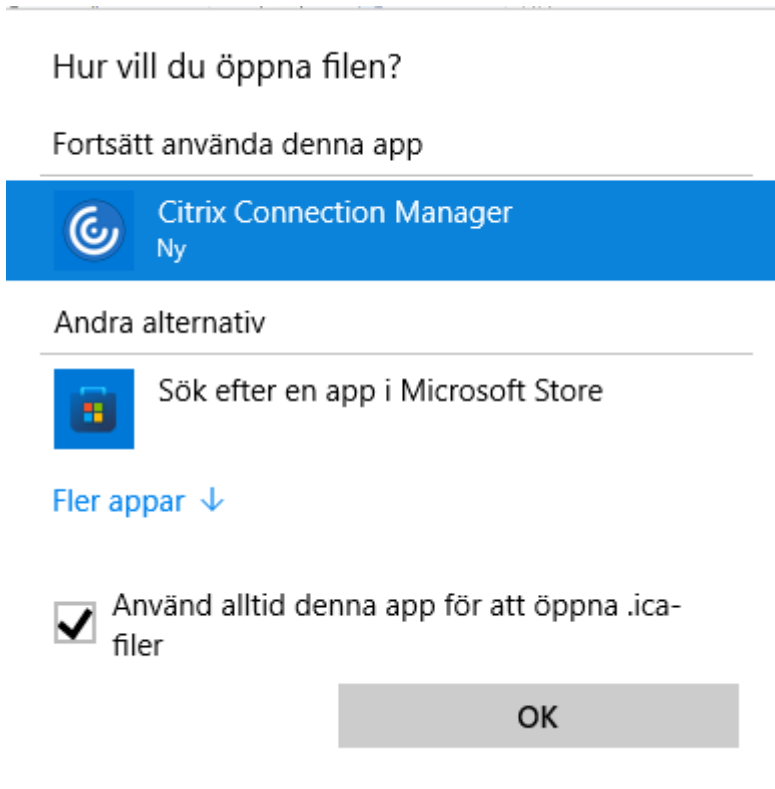 Hur vill du öppna filen?
Fortsätt använda denna app
Citrix Connection Manager
Ny
Andra alternativ
Sök efter en app i Microsoft Store
Fler appar ↓
Använd alltid denna app för att öppna .ica-
filer
OK